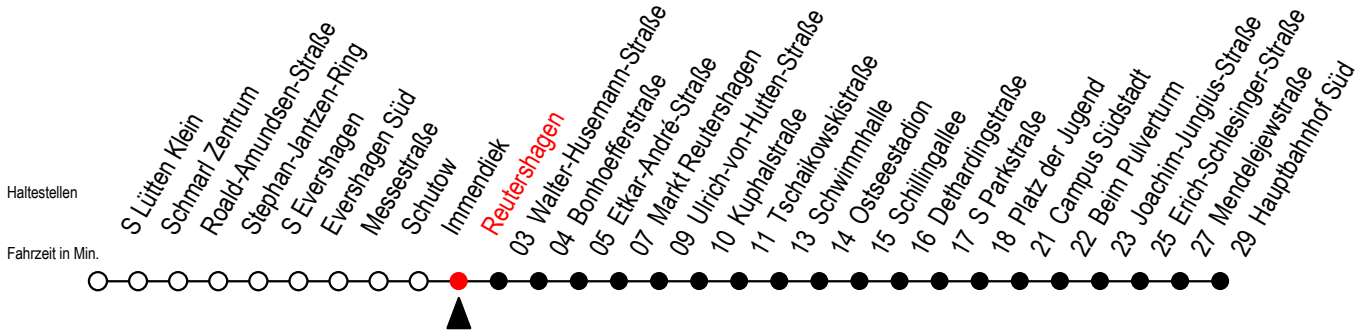 Haltestellen
S Lütten Klein
Schmarl Zentrum
Roald-Amundsen-Straße
Stephan-Jantzen-Ring
S Evershagen
Evershagen Süd
Messestraße
Schutow
Immendiek
Reutershagen
03 Walter-Husemann-Straße
04 Bonhoefferstraße
05 Etkar-André-Straße
07 Markt Reutershagen
09 Ulrich-von-Hutten-Straße
10 Kuphalstraße
11 Tschaikowskistraße
13 Schwimmhalle
14 Ostseestadion
15 Schillingallee
16 Dethardingstraße
17 S Parkstraße
18 Platz der Jugend
21 Campus Südstadt
22 Beim Pulverturm
23 Joachim-Jungius-Straße
25 Erich-Schlesinger-Straße
27 Mendelejewstraße
29 Hauptbahnhof Süd
Fahrzeit in Min.